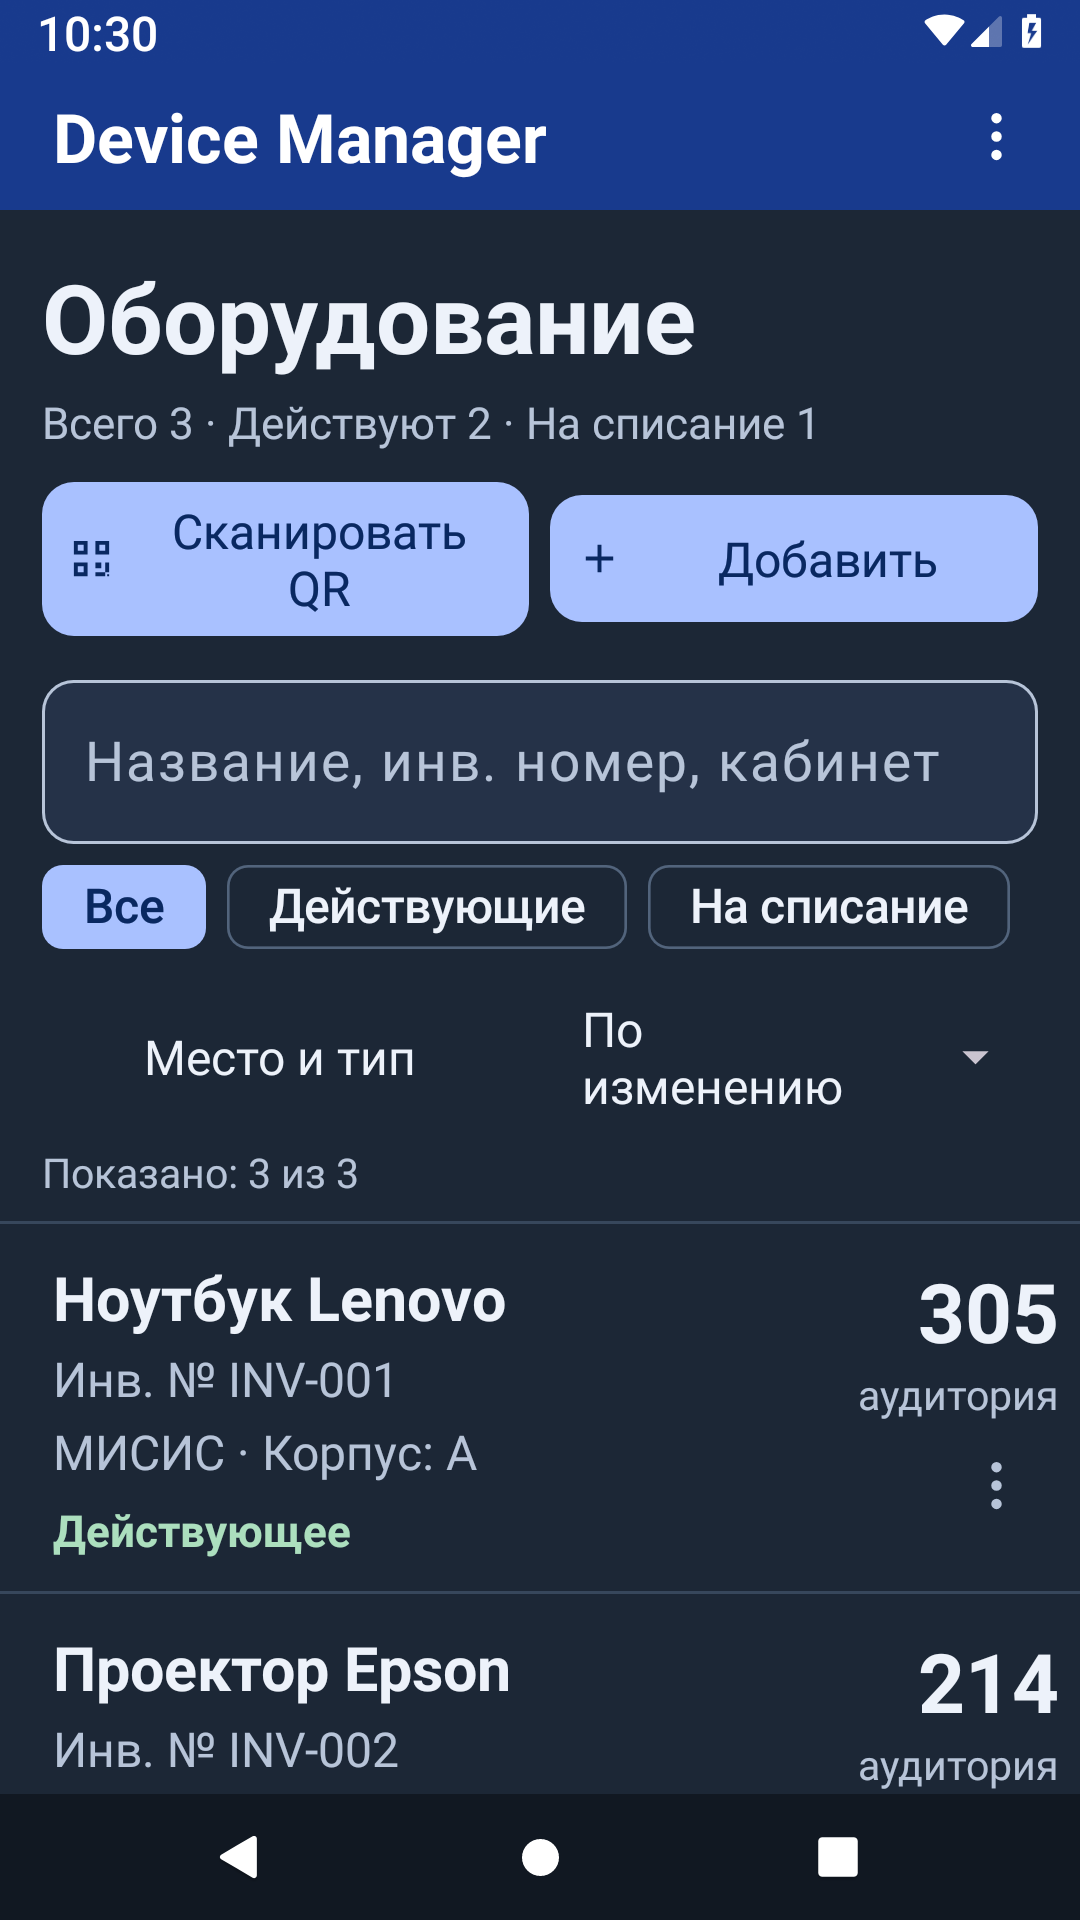 10:30
Device Manager
Оборудование
Всего 3 · Действуют 2 · На списание 1
Сканировать
QR
+ Добавить
Название, инв. номер, кабинет
Все
Действующие
На списание
Место и тип
По
изменению
Показано: 3 из 3
Ноутбук Lenovo
305
Инв. № INV-001
аудитория
МИСИС · Корпус: А
Действующее
Проектор Epson
214
Инв. № INV-002
аудитория